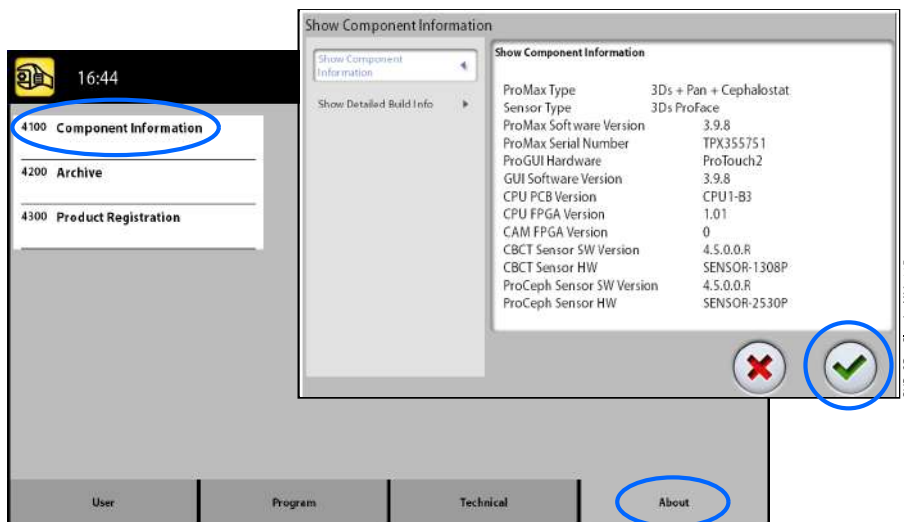 Show Component Information
16:44
4100 Component Information
4200 Archive
4300 Product Registration
Show Component
Information
Show Detailed Build Info
Show Component Information
ProMax Type 3Ds + Pan + Cephalostat
Sensor Type 3Ds ProFace
ProMax Software Version 3.9.8
ProMax Serial Number TPX355751
ProGUI Hardware ProTouch2
GUI Software Version 3.9.8
CPU PCB Version CPU1-B3
CPU FPGA Version 1.01
CAM FPGA Version 0
CBCT Sensor SW Version 4.5.0.0.R
CBCT Sensor HW SENSOR-1308P
ProCeph Sensor SW Version 4.5.0.0.R
ProCeph Sensor HW SENSOR-2530P
User Program Technical About